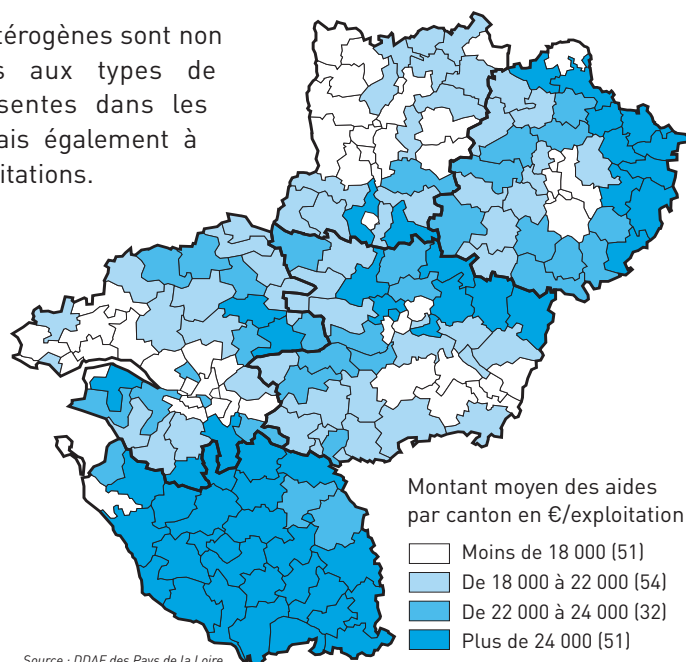 térogènes sont non
s aux types de
sentes dans les
ais également à
itations.
Montant moyen des aides
par canton en €/exploitation
Moins de 18 000 (51)
De 18 000 à 22 000 (54)
De 22 000 à 24 000 (32)
Plus de 24 000 (51)
Source : DDAF des Pays de la Loire